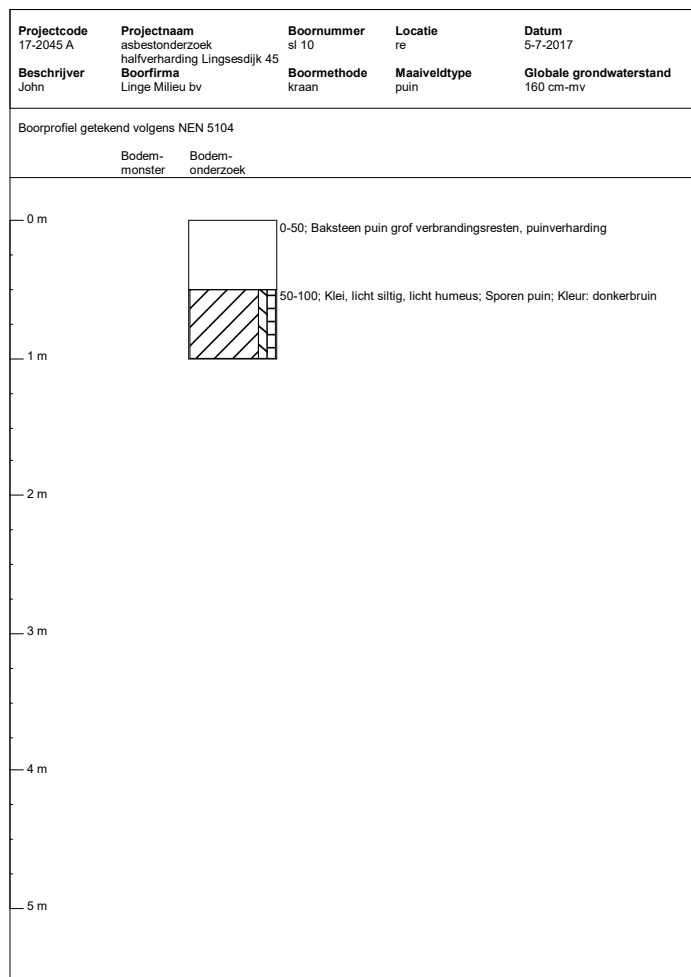 Projectcode Projectnaam Boornummer Locatie Datum
17-2045 A asbestonderzoek sl 10 re 5-7-2017
halfverharding Lingsesdijk 45
Beschrijver Boorfirma Boormethode Maaiveldtype Globale grondwaterstand
John Linge Milieu bv kraan puin 160 cm-mv
Boorprofiel getekend volgens NEN 5104
Bodem- Bodem-
monster onderzoek
0 m
0-50; Baksteen puin grof verbrandingsresten, puinverharding
50-100; Klei, licht siltig, licht humeus; Sporen puin; Kleur: donkerbruin
1 m
2 m
3 m
4 m
5 m